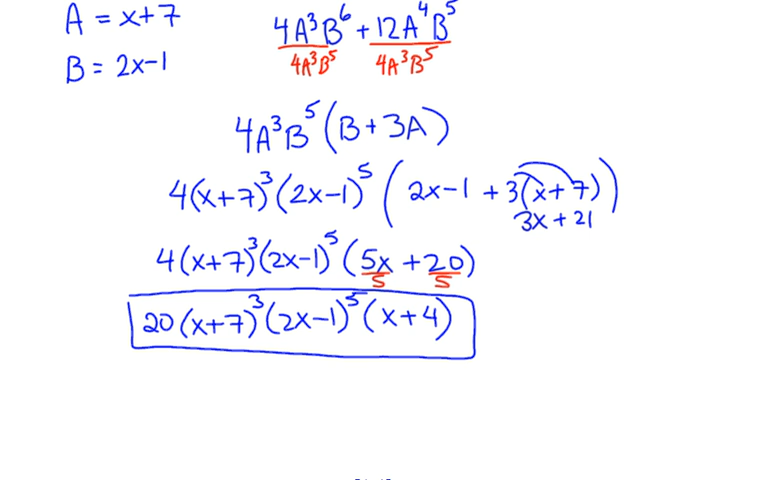 A = x+7
4A³B⁶ + 12A⁴B⁵
4A³B⁵ 4A³B⁵
B = 2x-1
4A³B⁵(B+3A)
4(x+7)³(2x-1)⁵(2x-1+3(x+7))
3x+21
4(x+7)³(2x-1)⁵(5x+20)
5 5
20(x+7)³(2x-1)⁵(x+4)